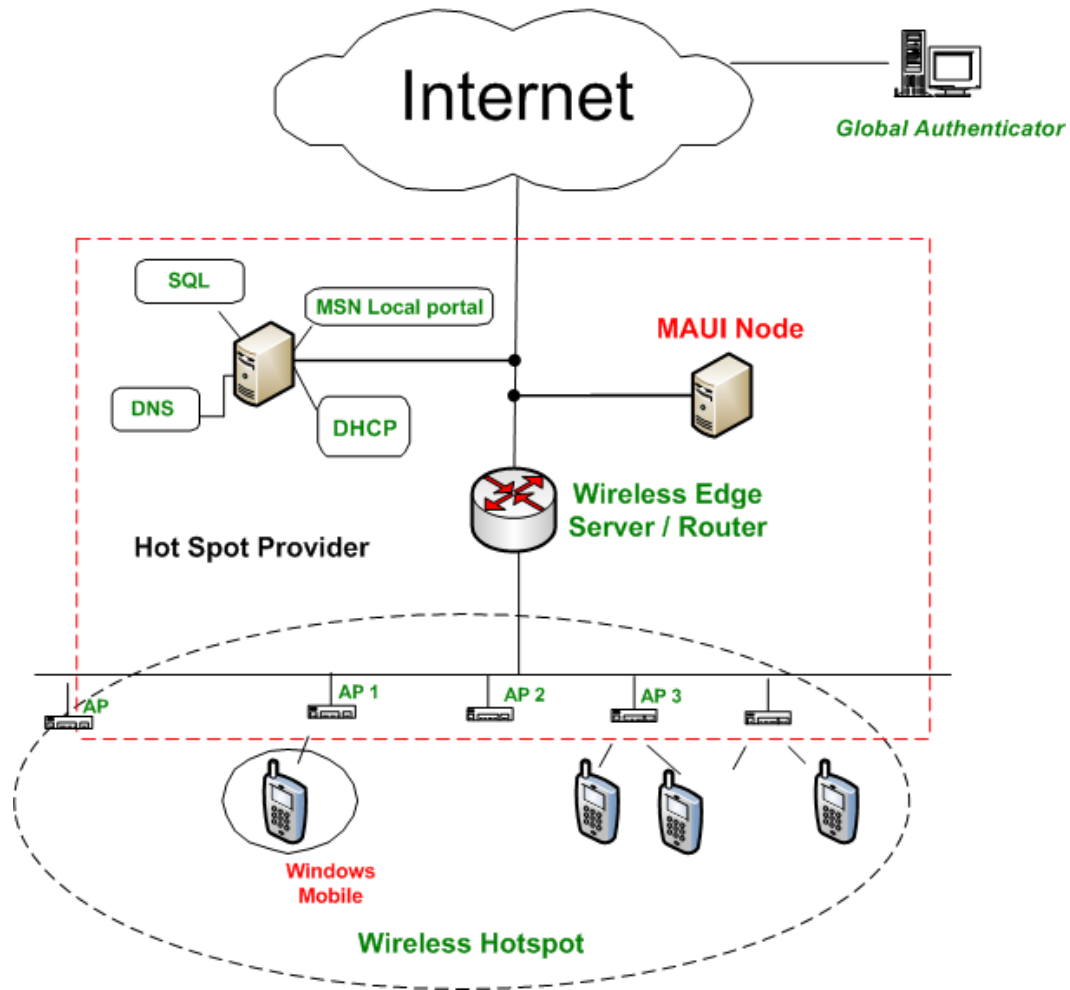 Internet
Global Authenticator
SQL
MSN Local portal
MAUI Node
DNS
DHCP
Wireless Edge
Server / Router
Hot Spot Provider
AP
AP 1
AP 2
AP 3
Windows
Mobile
Wireless Hotspot